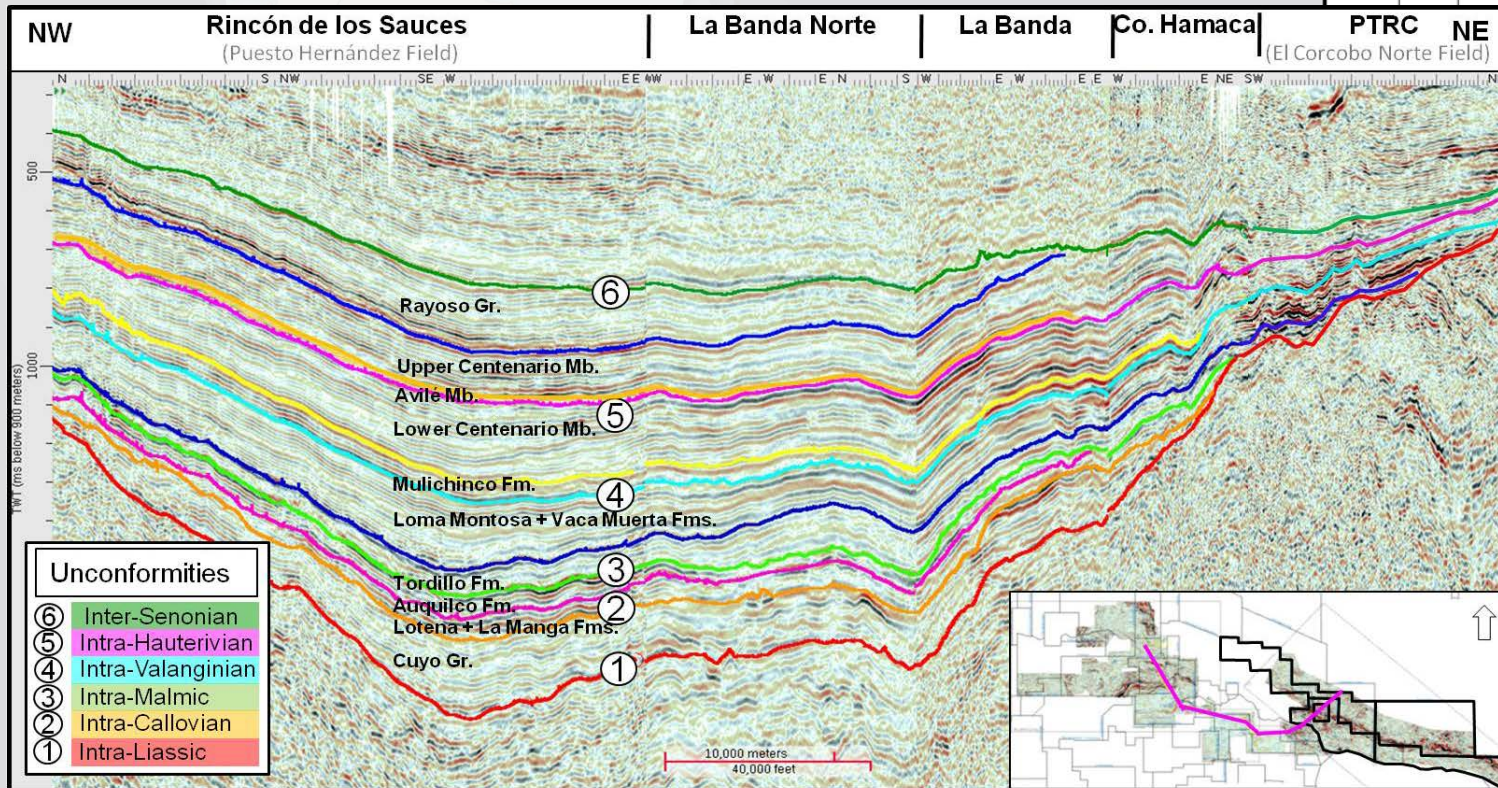 NW
Rincón de los Sauces
(Puesto Hernández Field)
La Banda Norte
La Banda
Co. Hamaca
PTRC
NE
(El Corcobo Norte Field)
N S NW SE W E E W E W E N S W E W E E W E NE SW N
500
1000
TWT (ms below 900 meters)
6
Rayoso Gr.
Upper Centenario Mb.
Avilé Mb.
5
Lower Centenario Mb.
Mulichinco Fm.
4
Loma Montosa + Vaca Muerta Fms.
3
Tordillo Fm.
Auquilco Fm.
2
Lotena + La Manga Fms.
Cuyo Gr.
1
Unconformities
6 Inter-Senonian
5 Intra-Hauterivian
4 Intra-Valanginian
3 Intra-Malmic
2 Intra-Callovian
1 Intra-Liassic
10,000 meters
40,000 feet